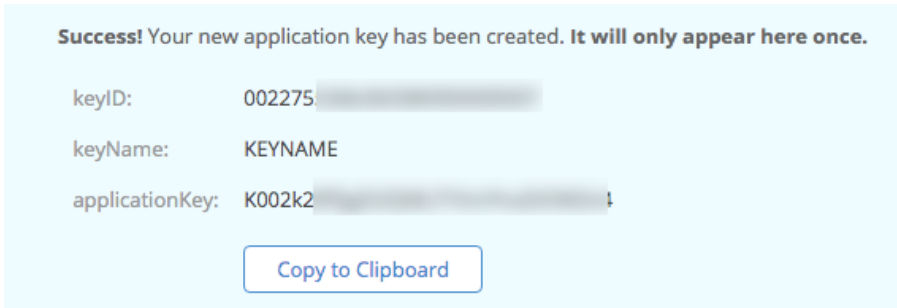 Success! Your new application key has been created. It will only appear here once.
keyID: 002275
keyName: KEYNAME
applicationKey: K002k2 4
Copy to Clipboard